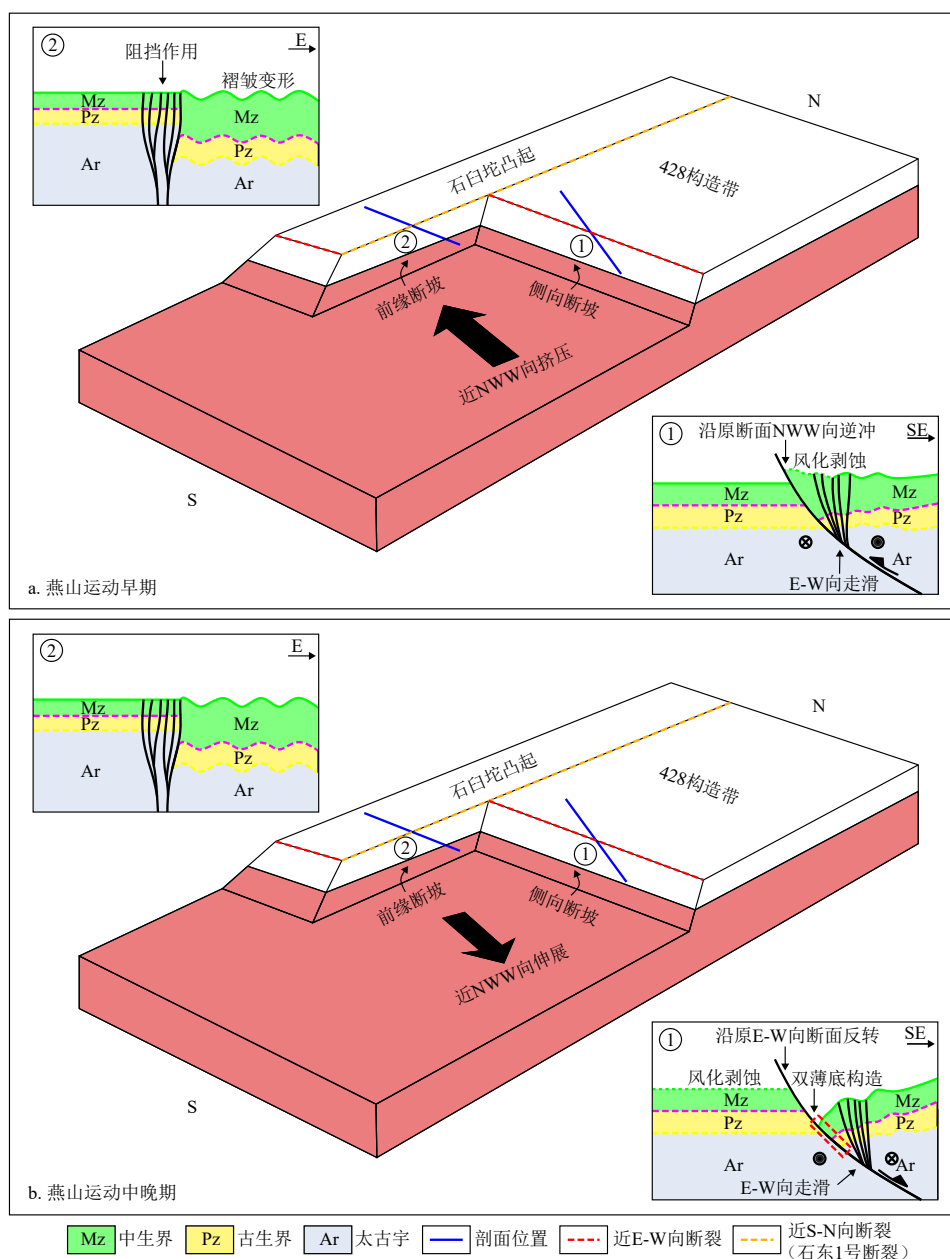 ②
E
阻挡作用
褶皱变形
Mz
Pz
Ar
Mz
Pz
Ar
N
石臼坨凸起
428构造带
②
①
前缘断坡
侧向断坡
近NWW向挤压
S
①
沿原断面NWW向逆冲
SE
风化剥蚀
Mz
Pz
Ar
Mz
Pz
Ar
E-W向走滑
a. 燕山运动早期
②
E
Mz
Pz
Ar
Mz
Pz
Ar
N
石臼坨凸起
428构造带
②
①
前缘断坡
侧向断坡
近NWW向伸展
S
①
沿原E-W向断面反转
SE
风化剥蚀
双薄底构造
Mz
Pz
Ar
Mz
Pz
Ar
E-W向走滑
b. 燕山运动中晚期
Mz 中生界
Pz 古生界
Ar 太古宇
剖面位置
近E-W向断裂
近S-N向断裂
（石东1号断裂）